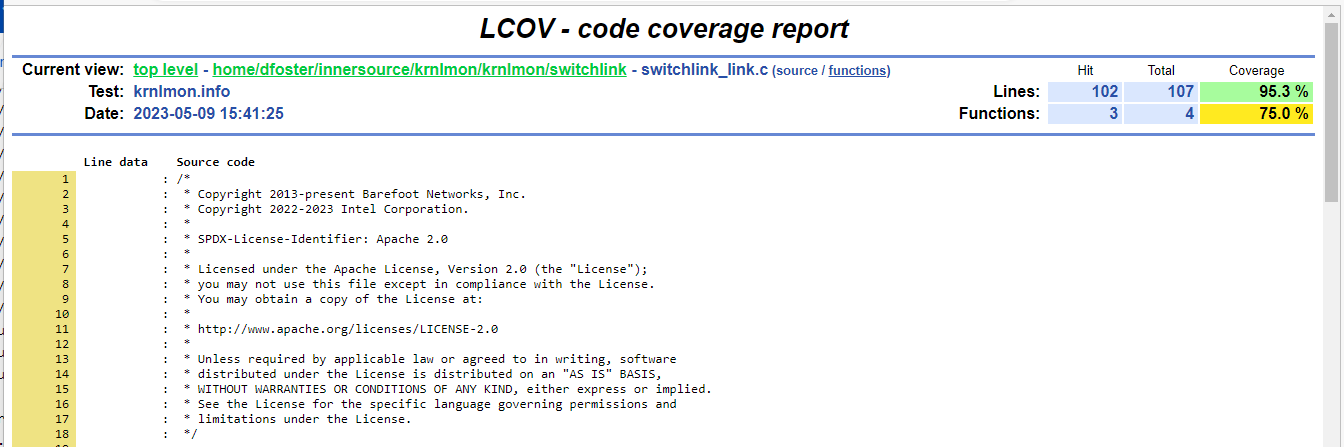 LCOV - code coverage report
Current view: top level - home/dfoster/innersource/krnlmon/krnlmon/switchlink - switchlink_link.c (source / functions) Hit Total Coverage
Test: krnlmon.info Lines: 102 107 95.3 %
Date: 2023-05-09 15:41:25 Functions: 3 4 75.0 %
Line data Source code
1 : /*
2 : * Copyright 2013-present Barefoot Networks, Inc.
3 : * Copyright 2022-2023 Intel Corporation.
4 : *
5 : * SPDX-License-Identifier: Apache 2.0
6 : *
7 : * Licensed under the Apache License, Version 2.0 (the "License");
8 : * you may not use this file except in compliance with the License.
9 : * You may obtain a copy of the License at:
10 : *
11 : * http://www.apache.org/licenses/LICENSE-2.0
12 : *
13 : * Unless required by applicable law or agreed to in writing, software
14 : * distributed under the License is distributed on an "AS IS" BASIS,
15 : * WITHOUT WARRANTIES OR CONDITIONS OF ANY KIND, either express or implied.
16 : * See the License for the specific language governing permissions and
17 : * limitations under the License.
18 : */